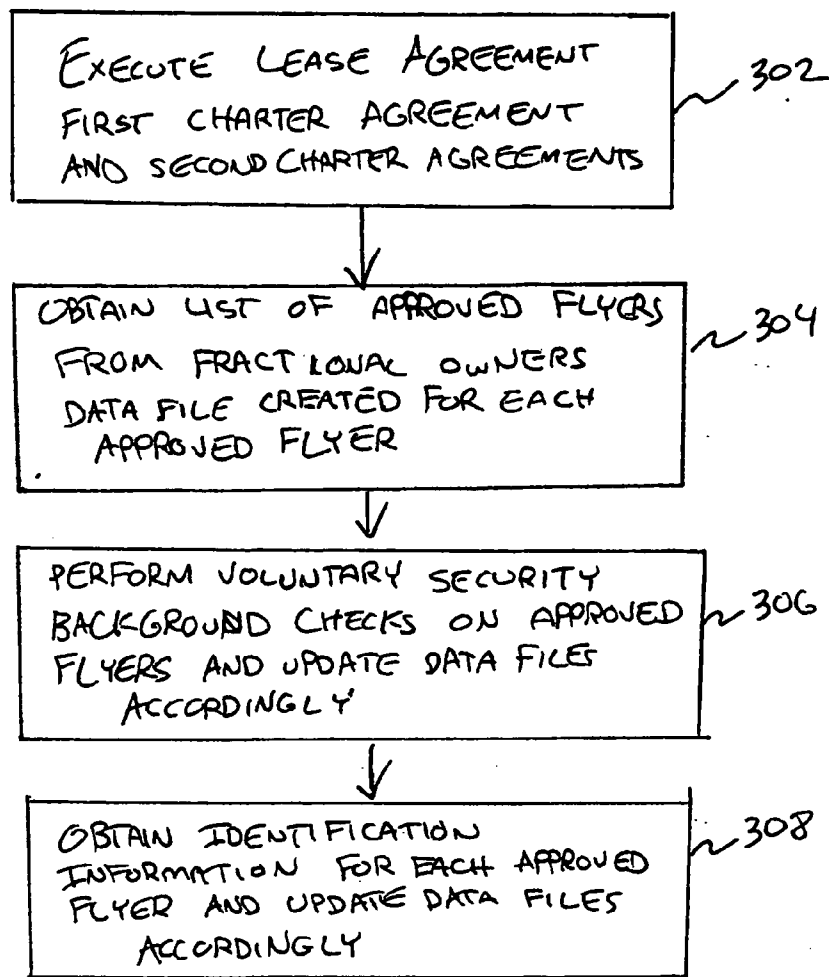 EXECUTE LEASE AGREEMENT
FIRST CHARTER AGREEMENT
AND SECOND CHARTER AGREEMENTS
302
OBTAIN LIST OF APPROVED FLYERS
FROM FRACTIONAL OWNERS
DATA FILE CREATED FOR EACH
APPROVED FLYER
304
PERFORM VOLUNTARY SECURITY
BACKGROUND CHECKS ON APPROVED
FLYERS AND UPDATE DATA FILES
ACCORDINGLY
306
OBTAIN IDENTIFICATION
INFORMATION FOR EACH APPROVED
FLYER AND UPDATE DATA FILES
ACCORDINGLY
308